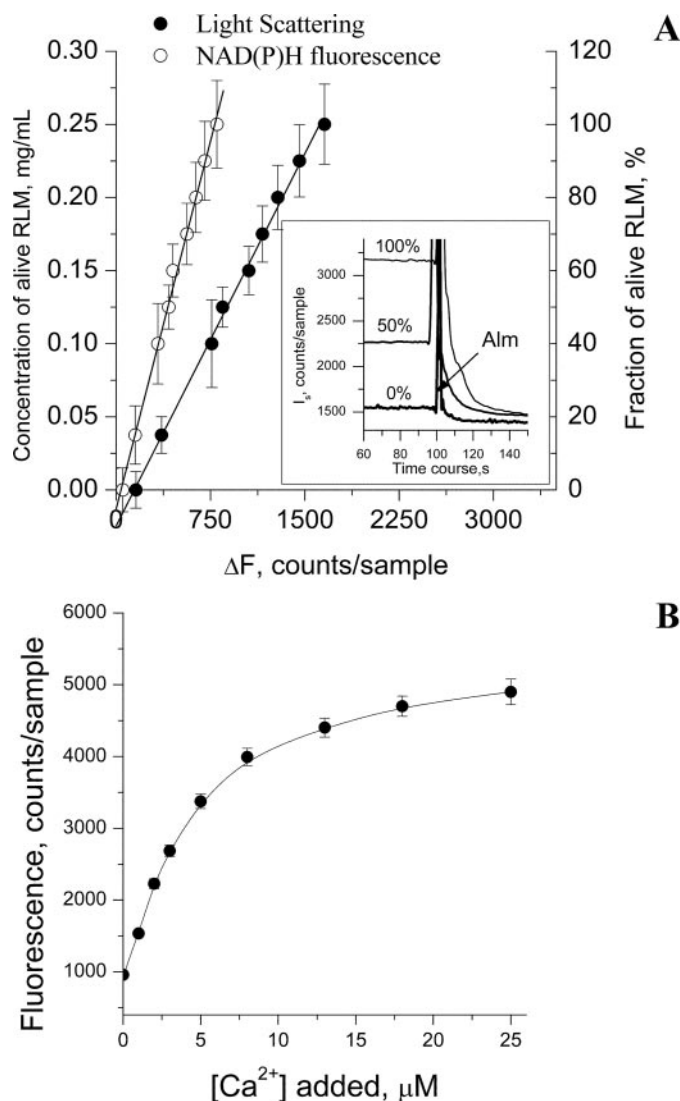 A
Light Scattering
NAD(P)H fluorescence
Concentration of alive RLM, mg/mL
0.30
0.25
0.20
0.15
0.10
0.05
0.00
120
100
80
60
40
20
0
Fraction of alive RLM, %
0 750 1500 2250 3000
ΔF, counts/sample
I_s, counts/sample
3000
2500
2000
1500
100%
50%
0%
Alm
60 80 100 120 140
Time course,s
B
Fluorescence, counts/sample
6000
5000
4000
3000
2000
1000
0 5 10 15 20 25
[Ca²⁺] added, μM